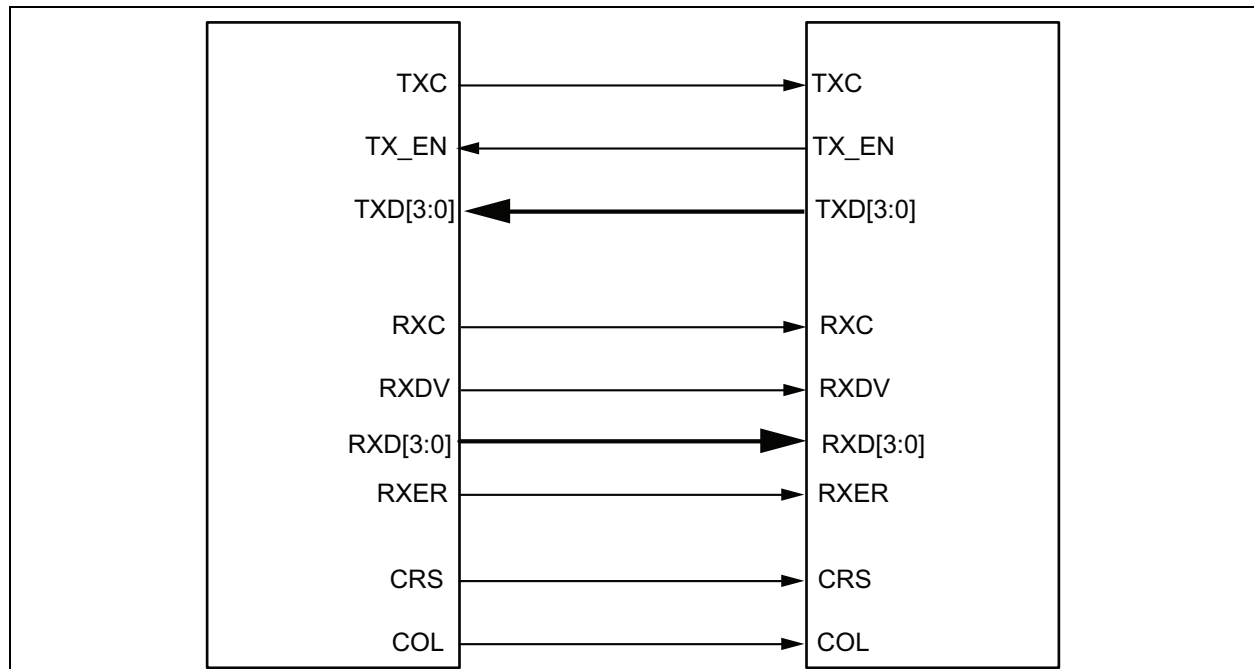 TXC TXC
TX_EN TX_EN
TXD[3:0] TXD[3:0]
RXC RXC
RXDV RXDV
RXD[3:0] RXD[3:0]
RXER RXER
CRS CRS
COL COL